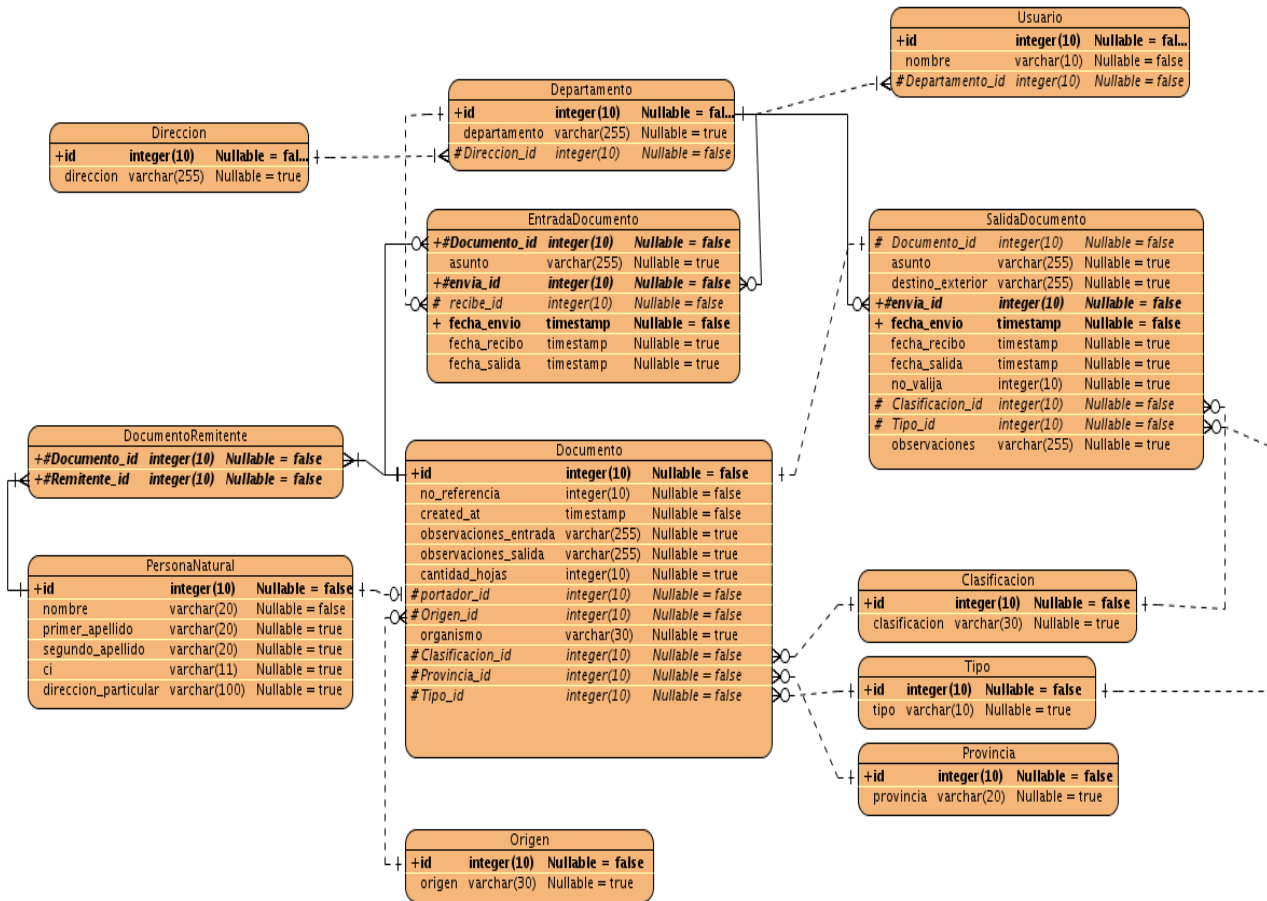 Usuario
+id integer(10) Nullable = fal...
nombre varchar(10) Nullable = false
#Departamento_id integer(10) Nullable = false
Departamento
+id integer(10) Nullable = fal...
departamento varchar(255) Nullable = true
#Direccion_id integer(10) Nullable = false
Direccion
+id integer(10) Nullable = fal...
direccion varchar(255) Nullable = true
EntradaDocumento
+#Documento_id integer(10) Nullable = false
asunto varchar(255) Nullable = true
+#envia_id integer(10) Nullable = false
# recibe_id integer(10) Nullable = false
+ fecha_envio timestamp Nullable = false
fecha_recibo timestamp Nullable = true
fecha_salida timestamp Nullable = true
SalidaDocumento
# Documento_id integer(10) Nullable = false
asunto varchar(255) Nullable = true
destino_exterior varchar(255) Nullable = true
+#envia_id integer(10) Nullable = false
+ fecha_envio timestamp Nullable = false
fecha_recibo timestamp Nullable = true
fecha_salida timestamp Nullable = true
no_valija integer(10) Nullable = true
# Clasificacion_id integer(10) Nullable = false
# Tipo_id integer(10) Nullable = false
observaciones varchar(255) Nullable = true
DocumentoRemitente
+#Documento_id integer(10) Nullable = false
+#Remitente_id integer(10) Nullable = false
Documento
+id integer(10) Nullable = false
no_referencia integer(10) Nullable = false
created_at timestamp Nullable = false
observaciones_entrada varchar(255) Nullable = true
observaciones_salida varchar(255) Nullable = true
cantidad_hojas integer(10) Nullable = true
#portador_id integer(10) Nullable = false
#Origen_id integer(10) Nullable = false
organismo varchar(30) Nullable = true
#Clasificacion_id integer(10) Nullable = false
#Provincia_id integer(10) Nullable = false
#Tipo_id integer(10) Nullable = false
PersonaNatural
+id integer(10) Nullable = false
nombre varchar(20) Nullable = false
primer_apellido varchar(20) Nullable = true
segundo_apellido varchar(20) Nullable = true
ci varchar(11) Nullable = true
direccion_particular varchar(100) Nullable = true
Clasificacion
+id integer(10) Nullable = false
clasificacion varchar(30) Nullable = true
Tipo
+id integer(10) Nullable = false
tipo varchar(10) Nullable = true
Provincia
+id integer(10) Nullable = false
provincia varchar(20) Nullable = true
Origen
+id integer(10) Nullable = false
origen varchar(30) Nullable = true